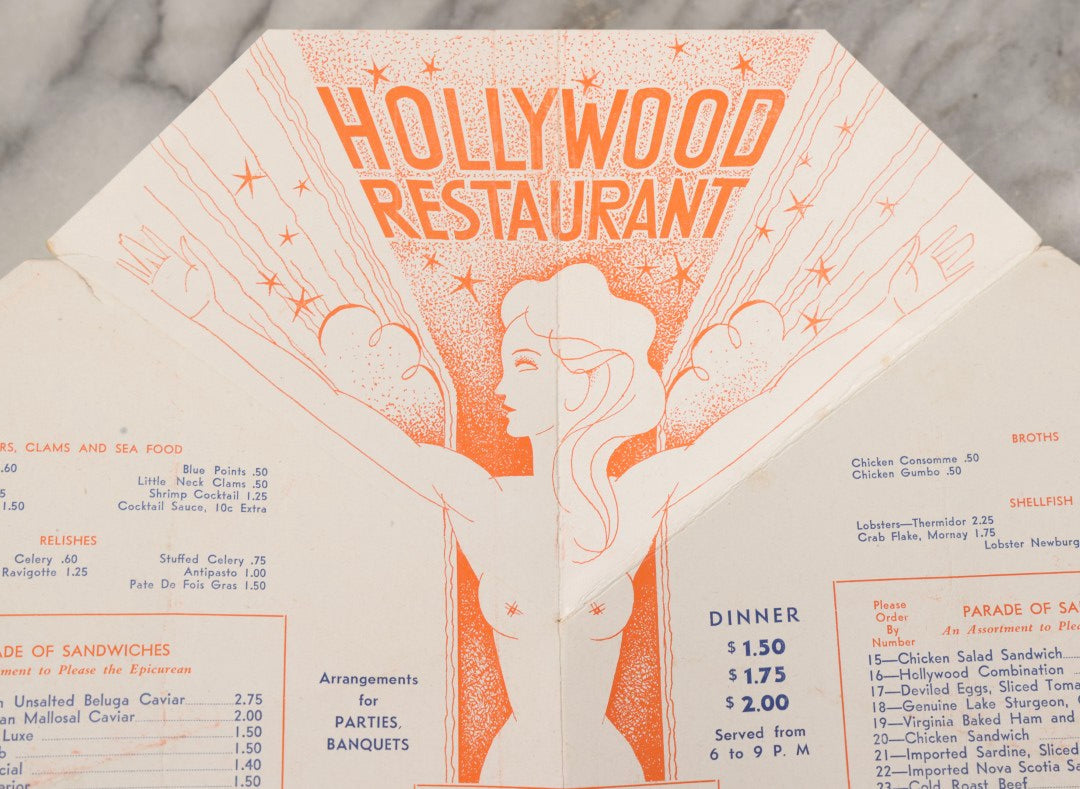 HOLLYWOOD
RESTAURANT
RS, CLAMS AND SEA FOOD
.60
Blue Points .50
Little Neck Clams .50
5
Shrimp Cocktail 1.25
1.50
Cocktail Sauce, 10c Extra
RELISHES
Celery .60
Stuffed Celery .75
Ravigotte 1.25
Antipasto 1.00
Pate De Fois Gras 1.50
DE OF SANDWICHES
ment to Please the Epicurean
n Unsalted Beluga Caviar 2.75
an Mallosal Caviar 2.00
Luxe 1.50
b 1.50
cial 1.40
erior 1.50
Arrangements
for
PARTIES,
BANQUETS
DINNER
$ 1.50
$ 1.75
$ 2.00
Served from
6 to 9 P. M
BROTHS
Chicken Consomme .50
Chicken Gumbo .50
SHELLFISH
Lobsters—Thermidor 2.25
Crab Flake, Mornay 1.75
Lobster Newburg
Please
Order
By
Number
PARADE OF SA
An Assortment to Plea
15—Chicken Salad Sandwich
16—Hollywood Combination
17—Deviled Eggs, Sliced Toma
18—Genuine Lake Sturgeon,
19—Virginia Baked Ham and
20—Chicken Sandwich
21—Imported Sardine, Sliced
22—Imported Nova Scotia Sa
23—Cold Roast Beef